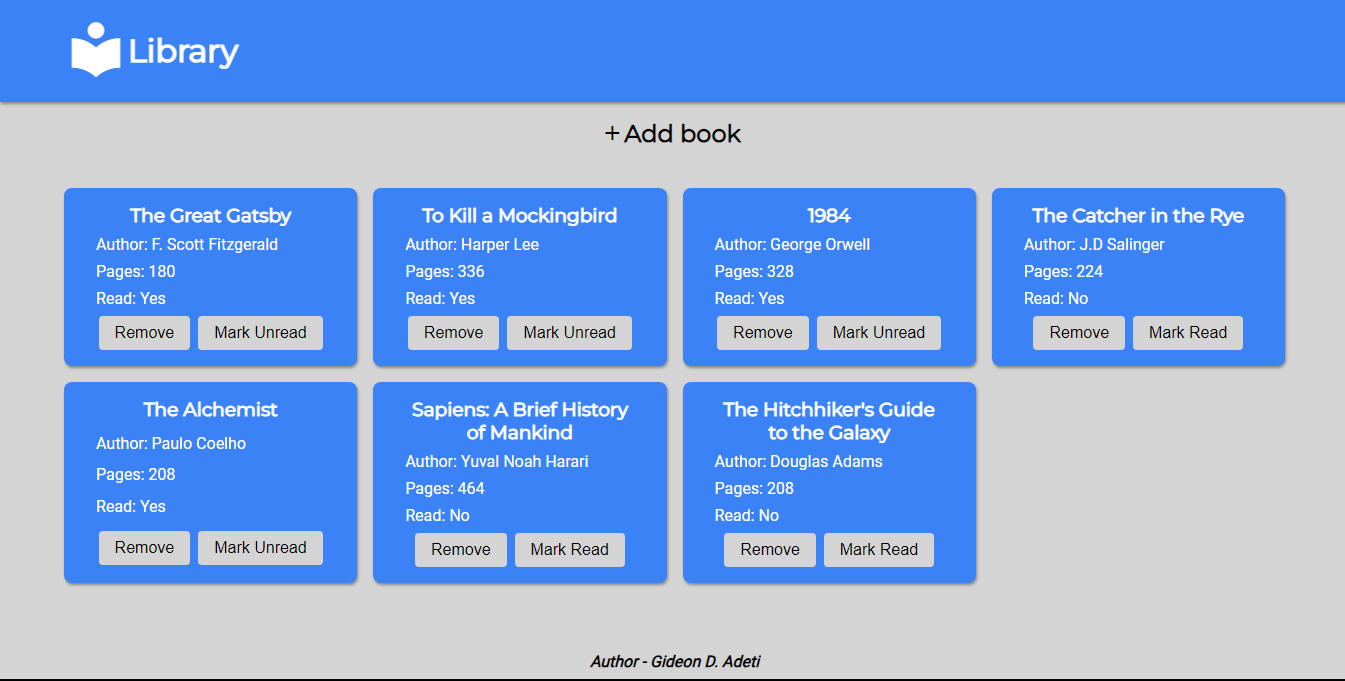 Library
+ Add book
The Great Gatsby
Author: F. Scott Fitzgerald
Pages: 180
Read: Yes
Remove Mark Unread
To Kill a Mockingbird
Author: Harper Lee
Pages: 336
Read: Yes
Remove Mark Unread
1984
Author: George Orwell
Pages: 328
Read: Yes
Remove Mark Unread
The Catcher in the Rye
Author: J.D Salinger
Pages: 224
Read: No
Remove Mark Read
The Alchemist
Author: Paulo Coelho
Pages: 208
Read: Yes
Remove Mark Unread
Sapiens: A Brief History
of Mankind
Author: Yuval Noah Harari
Pages: 464
Read: No
Remove Mark Read
The Hitchhiker's Guide
to the Galaxy
Author: Douglas Adams
Pages: 208
Read: No
Remove Mark Read
Author - Gideon D. Adeti